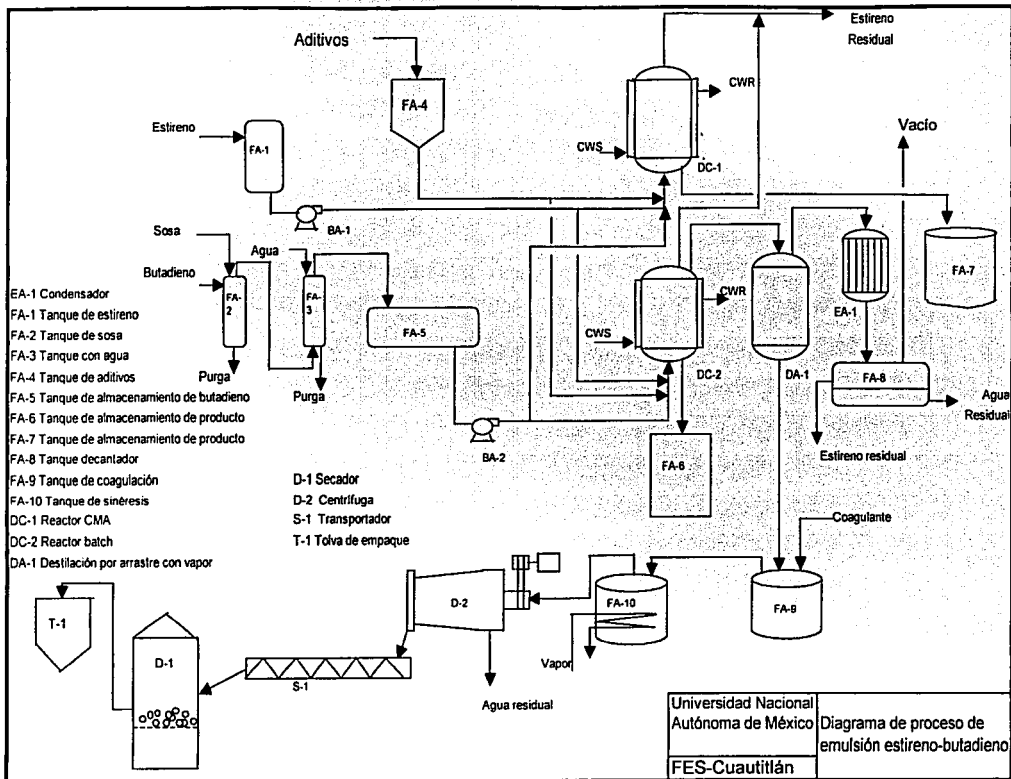 Aditivos
Estireno
Residual
FA-4
CWR
Estireno
FA-1
CWS
Vacío
DC-1
BA-1
Sosa
Agua
Butadieno
FA-2
FA-3
FA-5
CWR
EA-1
FA-7
CWS
DC-2
DA-1
FA-8
Agua
Residual
Purga
Purga
BA-2
FA-6
Estireno residual
EA-1 Condensador
FA-1 Tanque de estireno
FA-2 Tanque de sosa
FA-3 Tanque con agua
FA-4 Tanque de aditivos
FA-5 Tanque de almacenamiento de butadieno
FA-6 Tanque de almacenamiento de producto
FA-7 Tanque de almacenamiento de producto
FA-8 Tanque decantador
FA-9 Tanque de coagulación
FA-10 Tanque de sinéresis
DC-1 Reactor CMA
DC-2 Reactor batch
DA-1 Destilación por arrastre con vapor
D-1 Secador
D-2 Centrífuga
S-1 Transportador
T-1 Tolva de empaque
Coagulante
T-1
D-1
D-2
FA-10
FA-9
Vapor
S-1
Agua residual
Universidad Nacional
Autónoma de México
FES-Cuautitlán
Diagrama de proceso de
emulsión estireno-butadieno